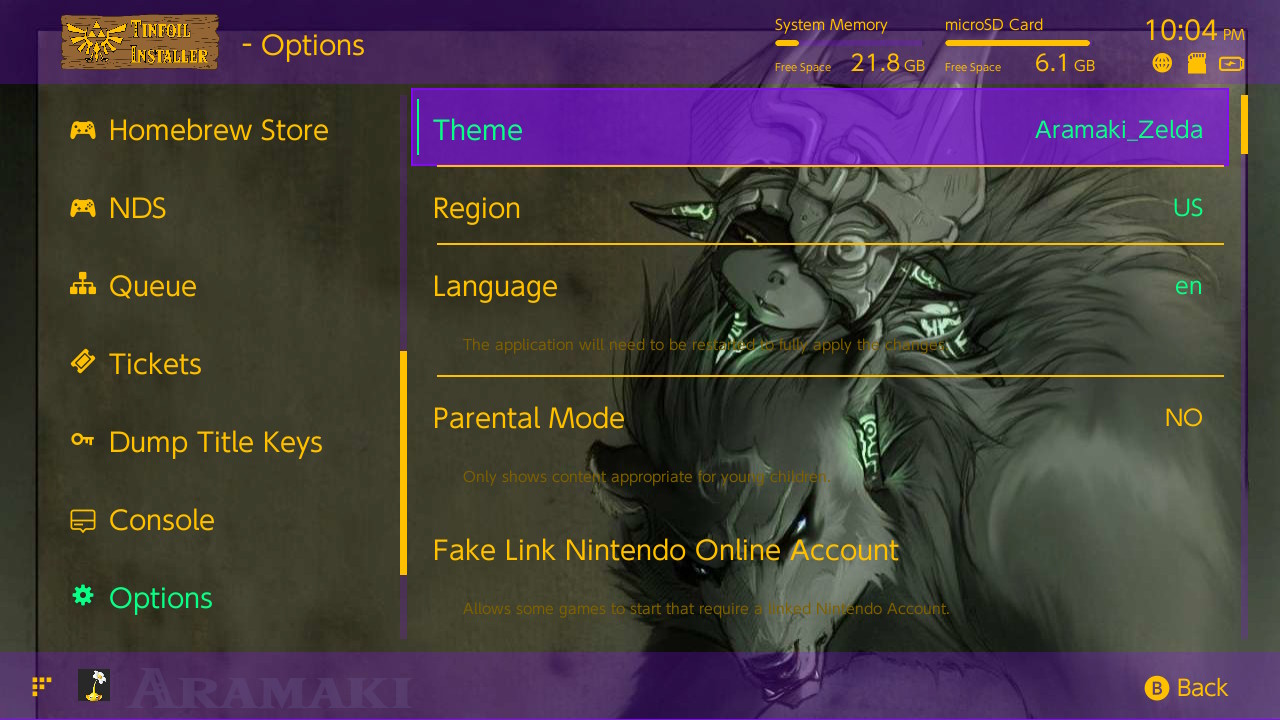 TINFOIL
INSTALLER
- Options
System Memory
Free Space 21.8 GB
microSD Card
Free Space 6.1 GB
10:04 PM
Homebrew Store
NDS
Queue
Tickets
Dump Title Keys
Console
Options
Theme Aramaki_Zelda
Region US
Language en
The application will need to be restarted to fully apply the changes.
Parental Mode NO
Only shows content appropriate for young children.
Fake Link Nintendo Online Account
Allows some games to start that require a linked Nintendo Account.
ARAMAKI
B Back